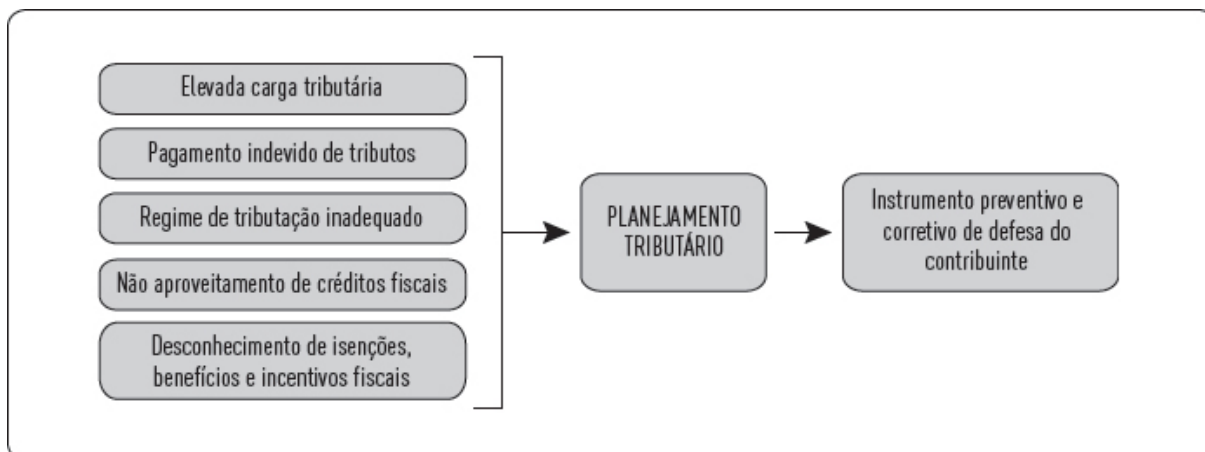 Elevada carga tributária
Pagamento indevido de tributos
Regime de tributação inadequado
Não aproveitamento de créditos fiscais
Desconhecimento de isenções,
benefícios e incentivos fiscais
PLANEJAMENTO
TRIBUTÁRIO
Instrumento preventivo e
corretivo de defesa do
contribuinte